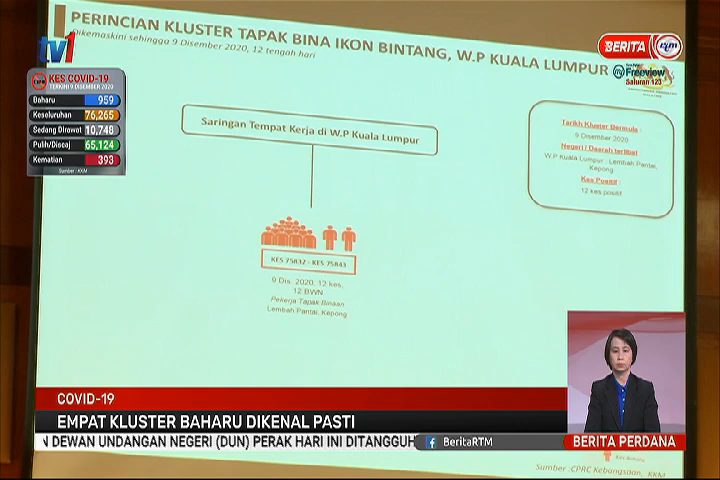 PERINCIAN KLUSTER TAPAK BINA IKON BINTANG, W.P KUALA LUMPUR
Dikemaskini sehingga 9 Disember 2020, 12 tengah hari
tv1
BERITA rtm
Freeview
Saluran 123
KES COVID-19
TERKINI 9 DISEMBER 2020
Baharu 959
Keseluruhan 76,265
Sedang Dirawat 10,748
Pulih/Discaj 65,124
Kematian 393
Sumber : KKM
Saringan Tempat Kerja di W.P Kuala Lumpur
Tarikh Kluster Bermula :
9 Disember 2020
Negeri / Daerah terlibat :
W.P Kuala Lumpur : Lembah Pantai,
Kepong
Kes Positif :
12 kes positif
KES 75832 - KES 75843
9 Dis. 2020, 12 kes,
12 BWN
Pekerja Tapak Binaan
Lembah Pantai, Kepong
COVID-19
EMPAT KLUSTER BAHARU DIKENAL PASTI
N DEWAN UNDANGAN NEGERI (DUN) PERAK HARI INI DITANGGUH
BeritaRTM
BERITA PERDANA
Sumber :CPRC Kebangsaan, KKM